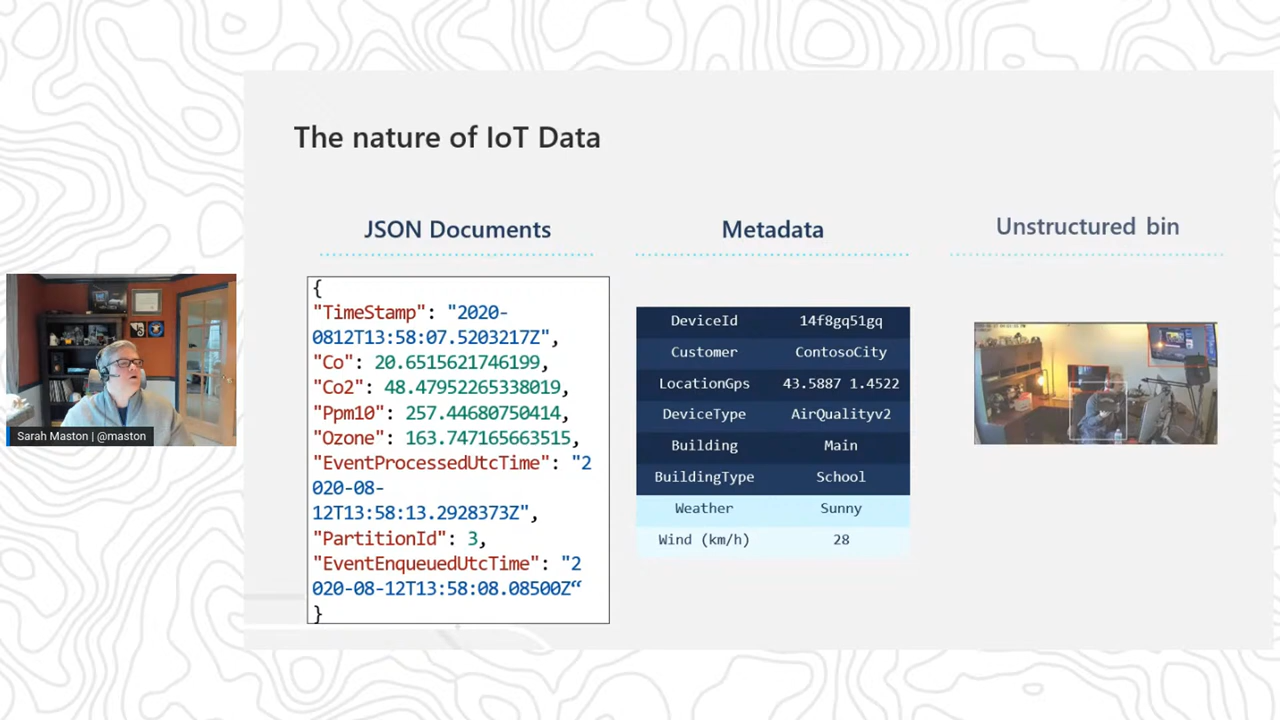 The nature of IoT Data
JSON Documents
{
"TimeStamp": "2020-
0812T13:58:07.5203217Z",
"Co": 20.6515621746199,
"Co2": 48.47952265338019,
"Ppm10": 257.44680750414,
"Ozone": 163.747165663515,
"EventProcessedUtcTime": "2
020-08-
12T13:58:13.2928373Z",
"PartitionId": 3,
"EventEnqueuedUtcTime": "2
020-08-12T13:58:08.08500Z“
}
Metadata
DeviceId 14f8gq51gq
Customer ContosoCity
LocationGps 43.5887 1.4522
DeviceType AirQualityv2
Building Main
BuildingType School
Weather Sunny
Wind (km/h) 28
Unstructured bin
Sarah Maston | @maston